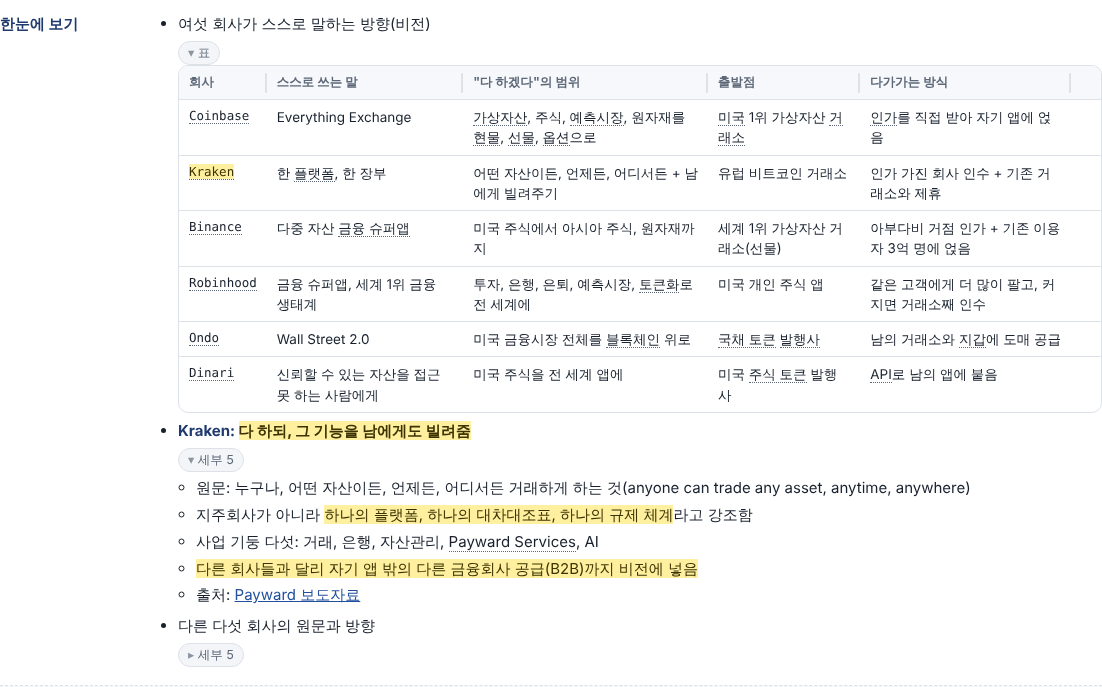 한눈에 보기
여섯 회사가 스스로 말하는 방향(비전)
▾ 표
회사 스스로 쓰는 말 "다 하겠다"의 범위 출발점 다가가는 방식
Coinbase Everything Exchange 가상자산, 주식, 예측시장, 원자재를 현물, 선물, 옵션으로 미국 1위 가상자산 거래소 인가를 직접 받아 자기 앱에 얹음
Kraken 한 플랫폼, 한 장부 어떤 자산이든, 언제든, 어디서든 + 남에게 빌려주기 유럽 비트코인 거래소 인가 가진 회사 인수 + 기존 거래소와 제휴
Binance 다중 자산 금융 슈퍼앱 미국 주식에서 아시아 주식, 원자재까지 세계 1위 가상자산 거래소(선물) 아부다비 거점 인가 + 기존 이용자 3억 명에 얹음
Robinhood 금융 슈퍼앱, 세계 1위 금융 생태계 투자, 은행, 은퇴, 예측시장, 토큰화로 전 세계에 미국 개인 주식 앱 같은 고객에게 더 많이 팔고, 커지면 거래소째 인수
Ondo Wall Street 2.0 미국 금융시장 전체를 블록체인 위로 국채 토큰 발행사 남의 거래소와 지갑에 도매 공급
Dinari 신뢰할 수 있는 자산을 접근 못 하는 사람에게 미국 주식을 전 세계 앱에 미국 주식 토큰 발행사 API로 남의 앱에 붙음
Kraken: 다 하되, 그 기능을 남에게도 빌려줌
▾ 세부 5
원문: 누구나, 어떤 자산이든, 언제든, 어디서든 거래하게 하는 것(anyone can trade any asset, anytime, anywhere)
지주회사가 아니라 하나의 플랫폼, 하나의 대차대조표, 하나의 규제 체계라고 강조함
사업 기둥 다섯: 거래, 은행, 자산관리, Payward Services, AI
다른 회사들과 달리 자기 앱 밖의 다른 금융회사 공급(B2B)까지 비전에 넣음
출처: Payward 보도자료
다른 다섯 회사의 원문과 방향
▸ 세부 5